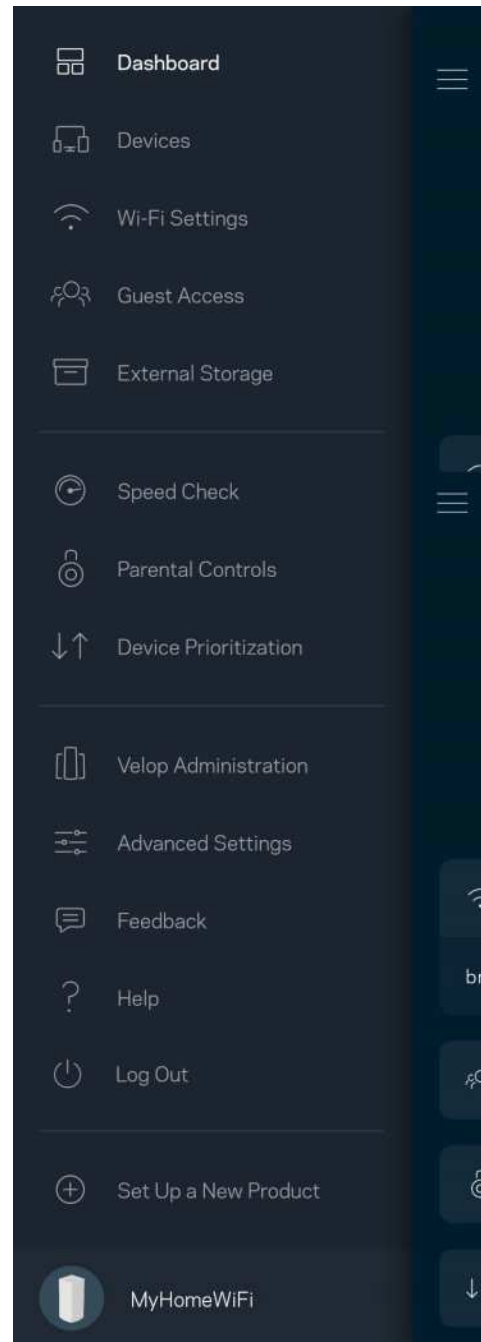 Dashboard
Devices
Wi-Fi Settings
Guest Access
External Storage
Speed Check
Parental Controls
Device Prioritization
Velop Administration
Advanced Settings
Feedback
Help
Log Out
Set Up a New Product
MyHomeWiFi